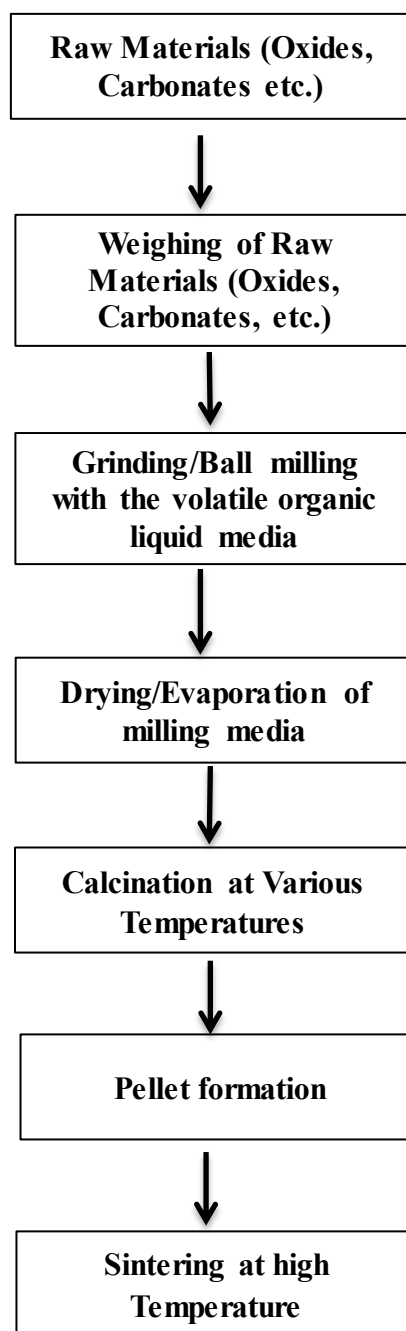 Raw Materials (Oxides,
Carbonates etc.)
Weighing of Raw
Materials (Oxides,
Carbonates, etc.)
Grinding/Ball milling
with the volatile organic
liquid media
Drying/Evaporation of
milling media
Calcination at Various
Temperatures
Pellet formation
Sintering at high
Temperature